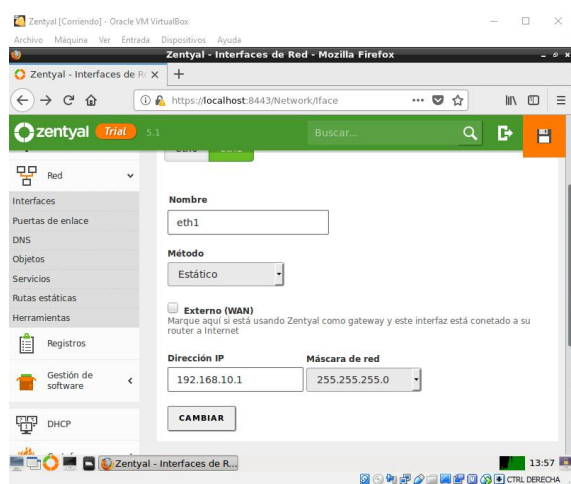 Zentyal [Corriendo] - Oracle VM VirtualBox
Archivo Máquina Ver Entrada Dispositivos Ayuda
Zentyal - Interfaces de Red - Mozilla Firefox
Zentyal - Interfaces de Re
https://localhost:8443/Network/Iface
zentyal Trial 5.1 Buscar...
Red
Interfaces
Puertas de enlace
DNS
Objetos
Servicios
Rutas estáticas
Herramientas
Registros
Gestión de software
DHCP
Nombre
eth1
Método
Estático
Externo (WAN)
Marque aquí si está usando Zentyal como gateway y este interfaz está conetado a su
router a Internet
Dirección IP Máscara de red
192.168.10.1 255.255.255.0
CAMBIAR
Zentyal - Interfaces de R... 13:57
CTRL DERECHA